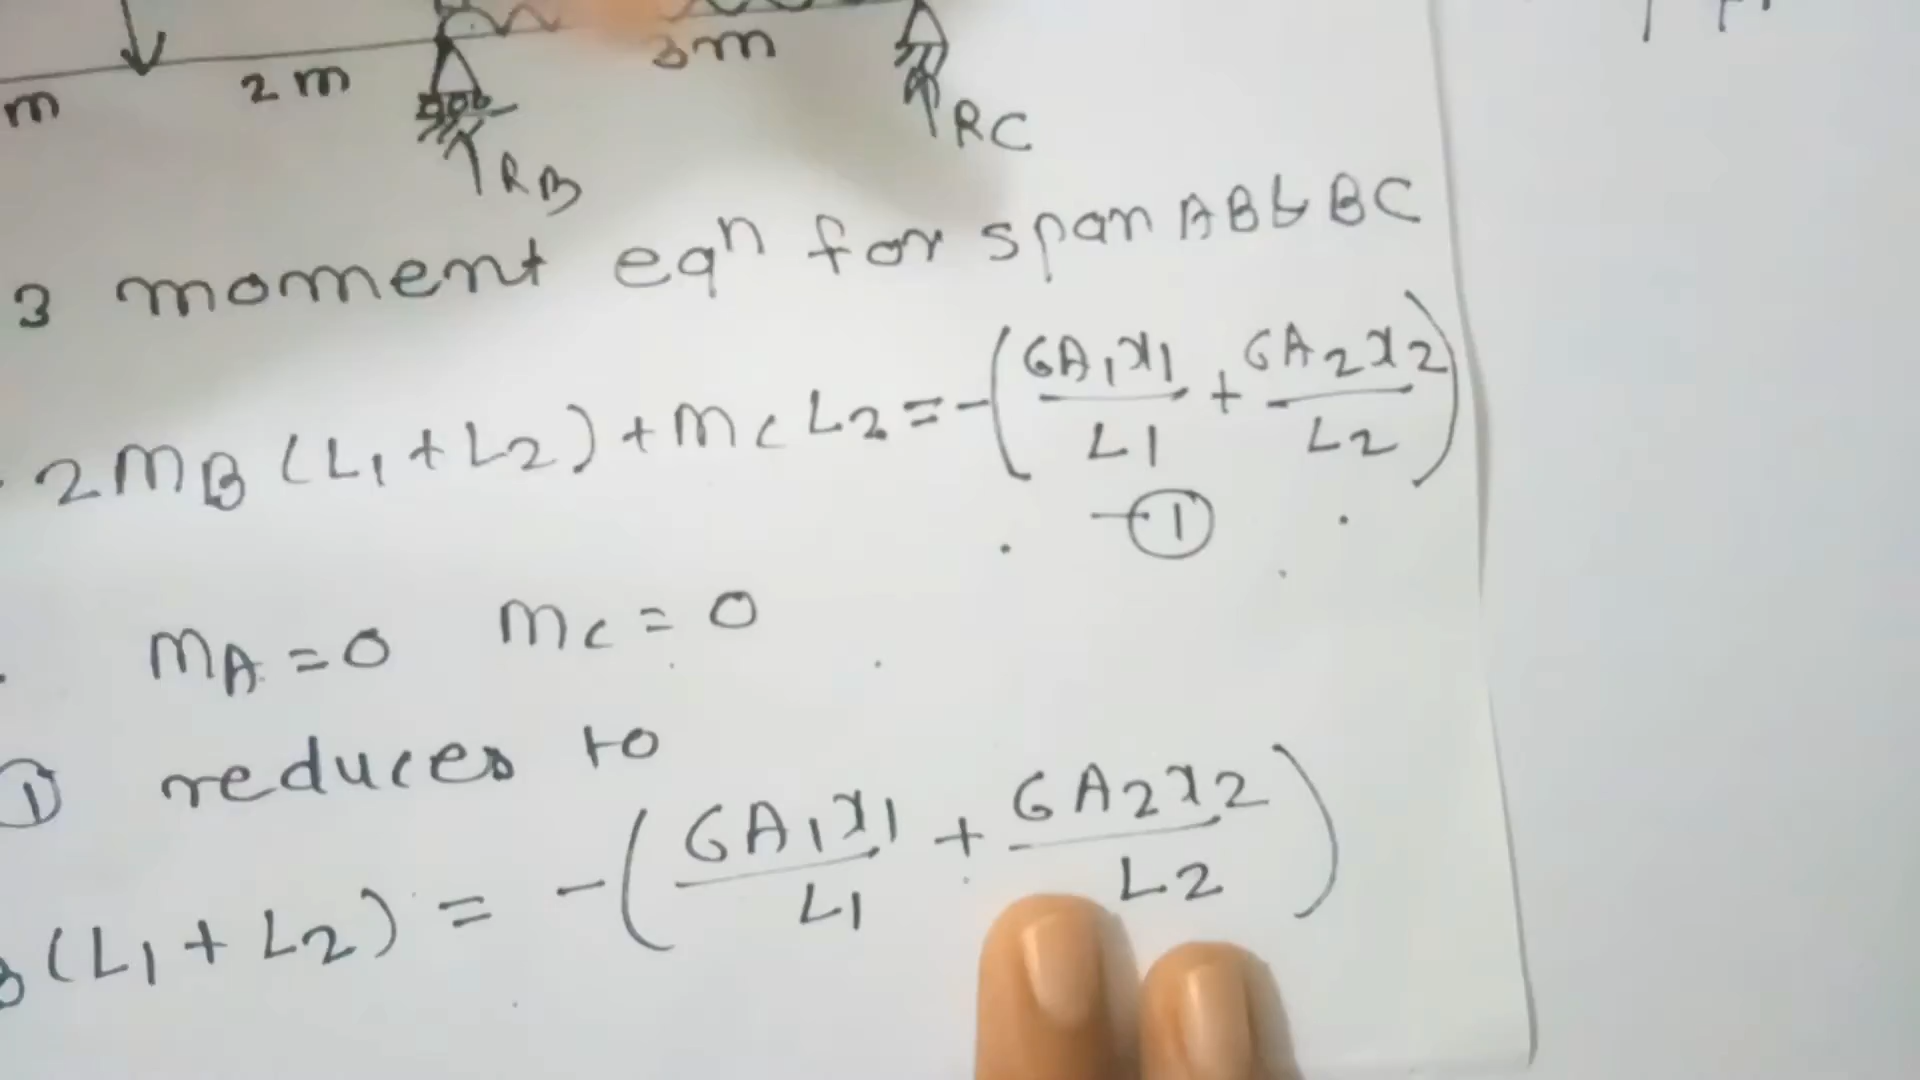 m 2m 3m
RB RC
3 moment eqn for span AB & BC
2MB (L1 + L2) + MC L2 = - (6A1x1/L1 + 6A2x2/L2)
- 1
MA = 0 MC = 0
1 reduces to
B (L1 + L2) = - (6A1x1/L1 + 6A2x2/L2)